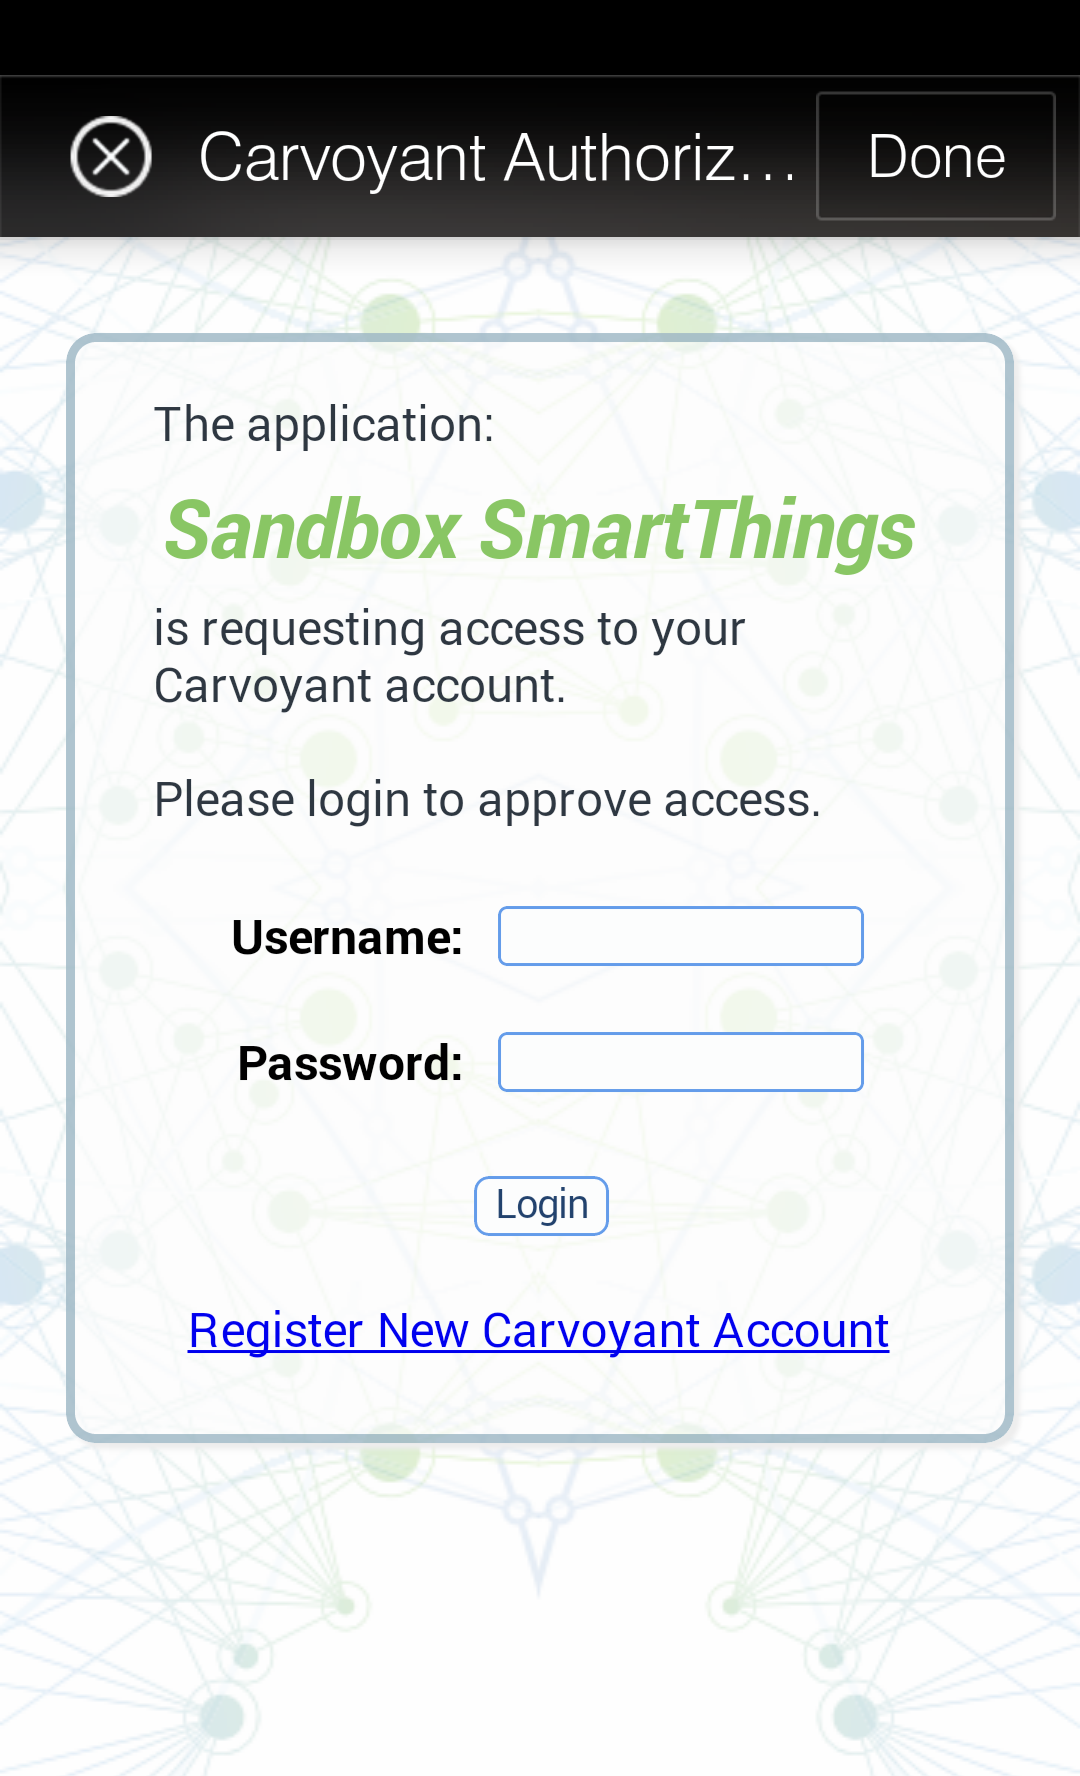 Carvoyant Authoriz...
Done
The application:
Sandbox SmartThings
is requesting access to your
Carvoyant account.
Please login to approve access.
Username:
Password:
Login
Register New Carvoyant Account